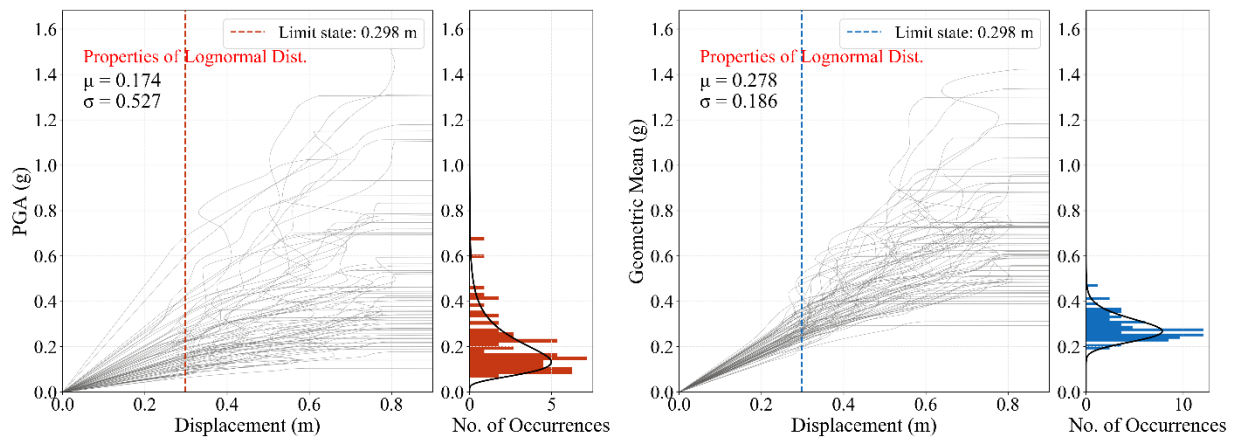 Limit state: 0.298 m
Properties of Lognormal Dist.
μ = 0.174
σ = 0.527
PGA (g)
1.6
1.4
1.2
1.0
0.8
0.6
0.4
0.2
0.0
0.0 0.2 0.4 0.6 0.8
Displacement (m)
1.6
1.4
1.2
1.0
0.8
0.6
0.4
0.2
0.0
0 5
No. of Occurrences
Limit state: 0.298 m
Properties of Lognormal Dist.
μ = 0.278
σ = 0.186
Geometric Mean (g)
1.6
1.4
1.2
1.0
0.8
0.6
0.4
0.2
0.0
0.0 0.2 0.4 0.6 0.8
Displacement (m)
1.6
1.4
1.2
1.0
0.8
0.6
0.4
0.2
0.0
0 10
No. of Occurrences